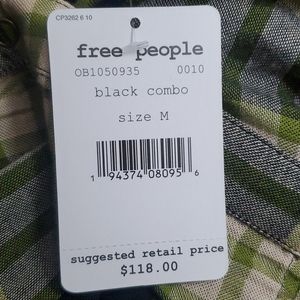 CP3262 6 10
free people
OB1050935 0010
black combo
size M
1 94374 08095 6
suggested retail price
$118.00